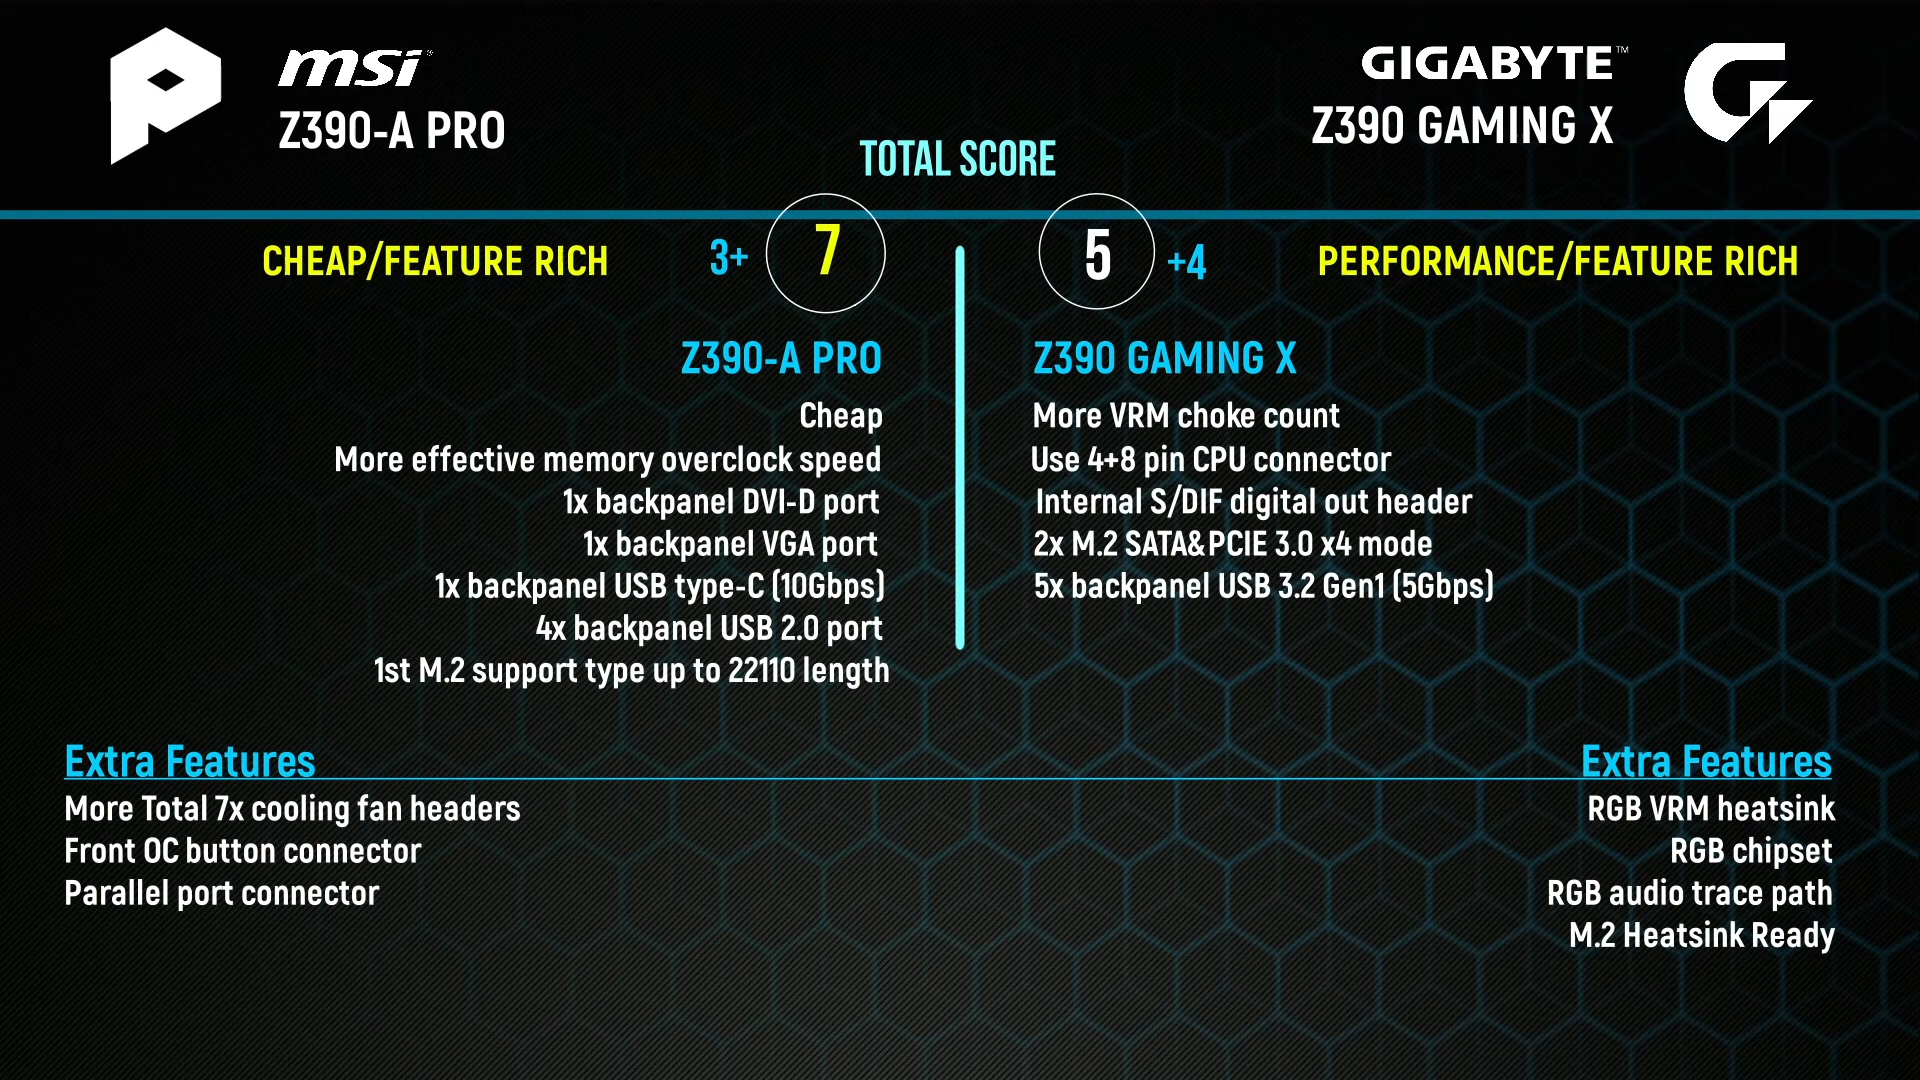 msi
Z390-A PRO
GIGABYTE™
Z390 GAMING X
TOTAL SCORE
CHEAP/FEATURE RICH
3+
7
5
+4
PERFORMANCE/FEATURE RICH
Z390-A PRO
Cheap
More effective memory overclock speed
1x backpanel DVI-D port
1x backpanel VGA port
1x backpanel USB type-C (10Gbps)
4x backpanel USB 2.0 port
1st M.2 support type up to 22110 length
Z390 GAMING X
More VRM choke count
Use 4+8 pin CPU connector
Internal S/DIF digital out header
2x M.2 SATA&PCIE 3.0 x4 mode
5x backpanel USB 3.2 Gen1 (5Gbps)
Extra Features
More Total 7x cooling fan headers
Front OC button connector
Parallel port connector
Extra Features
RGB VRM heatsink
RGB chipset
RGB audio trace path
M.2 Heatsink Ready